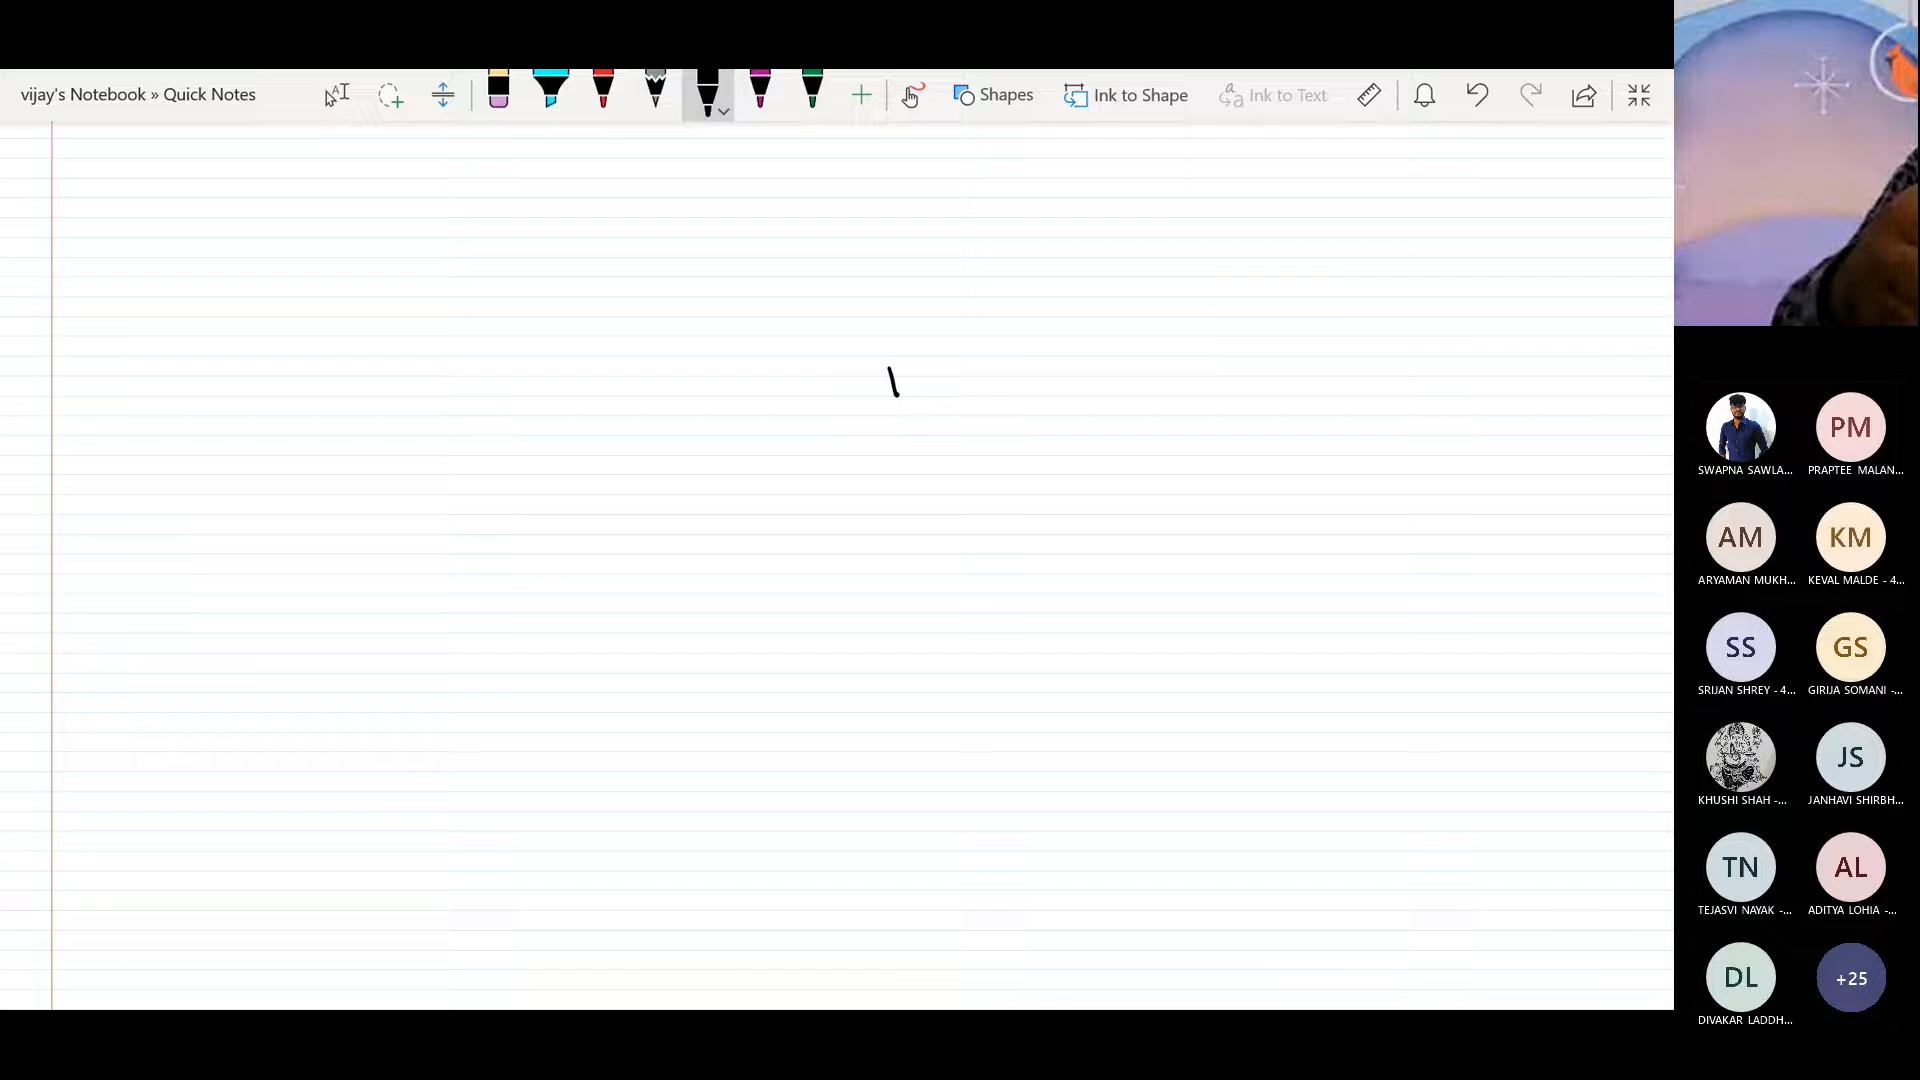 vijay's Notebook » Quick Notes
Shapes
Ink to Shape
Ink to Text
SWAPNA SAWLA...
PM
PRAPTEE MALAN...
AM
ARYAMAN MUKH...
KM
KEVAL MALDE - 4...
SS
SRIJAN SHREY - 4...
GS
GIRIJA SOMANI -...
KHUSHI SHAH -...
JS
JANHAVI SHIRBH...
TN
TEJASVI NAYAK -...
AL
ADITYA LOHIA -...
DL
DIVAKAR LADDH...
+25